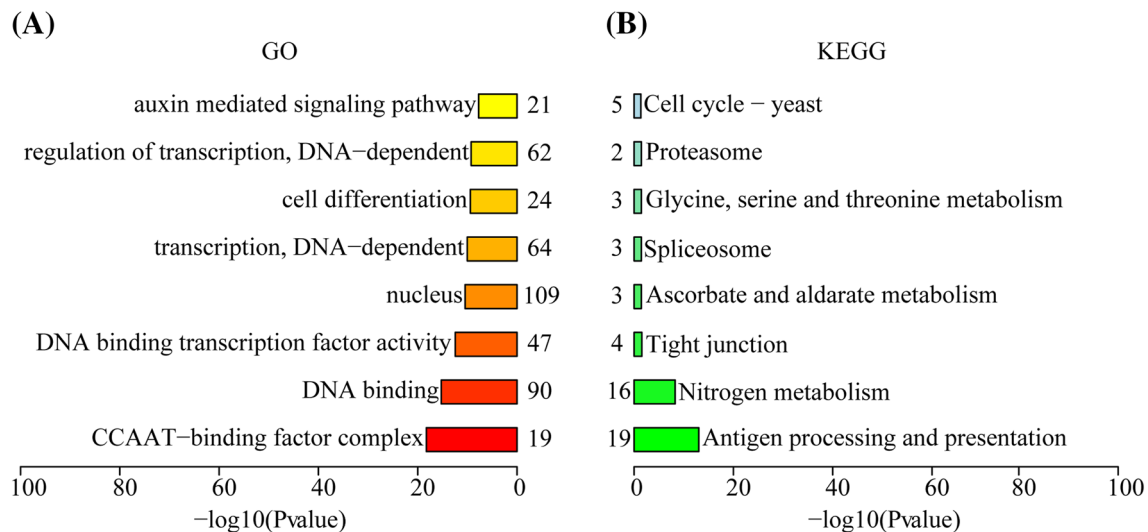 (A)
GO
auxin mediated signaling pathway 21
regulation of transcription, DNA−dependent 62
cell differentiation 24
transcription, DNA−dependent 64
nucleus 109
DNA binding transcription factor activity 47
DNA binding 90
CCAAT−binding factor complex 19
100 80 60 40 20 0
−log10(Pvalue)
(B)
KEGG
5 Cell cycle − yeast
2 Proteasome
3 Glycine, serine and threonine metabolism
3 Spliceosome
3 Ascorbate and aldarate metabolism
4 Tight junction
16 Nitrogen metabolism
19 Antigen processing and presentation
0 20 40 60 80 100
−log10(Pvalue)